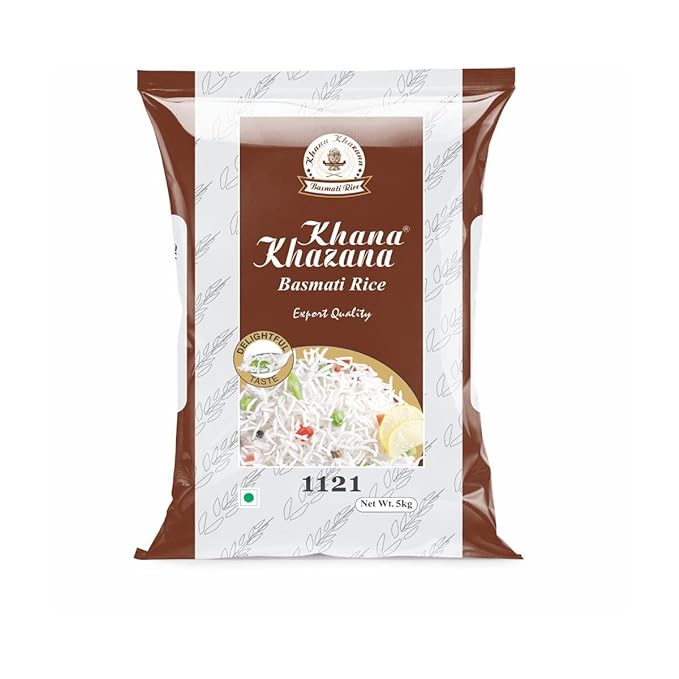 Khana Khazana
Basmati Rice
Khana®
Khazana
Basmati Rice
Export Quality
DELIGHTFUL
TASTE
1121
Net Wt. 5kg